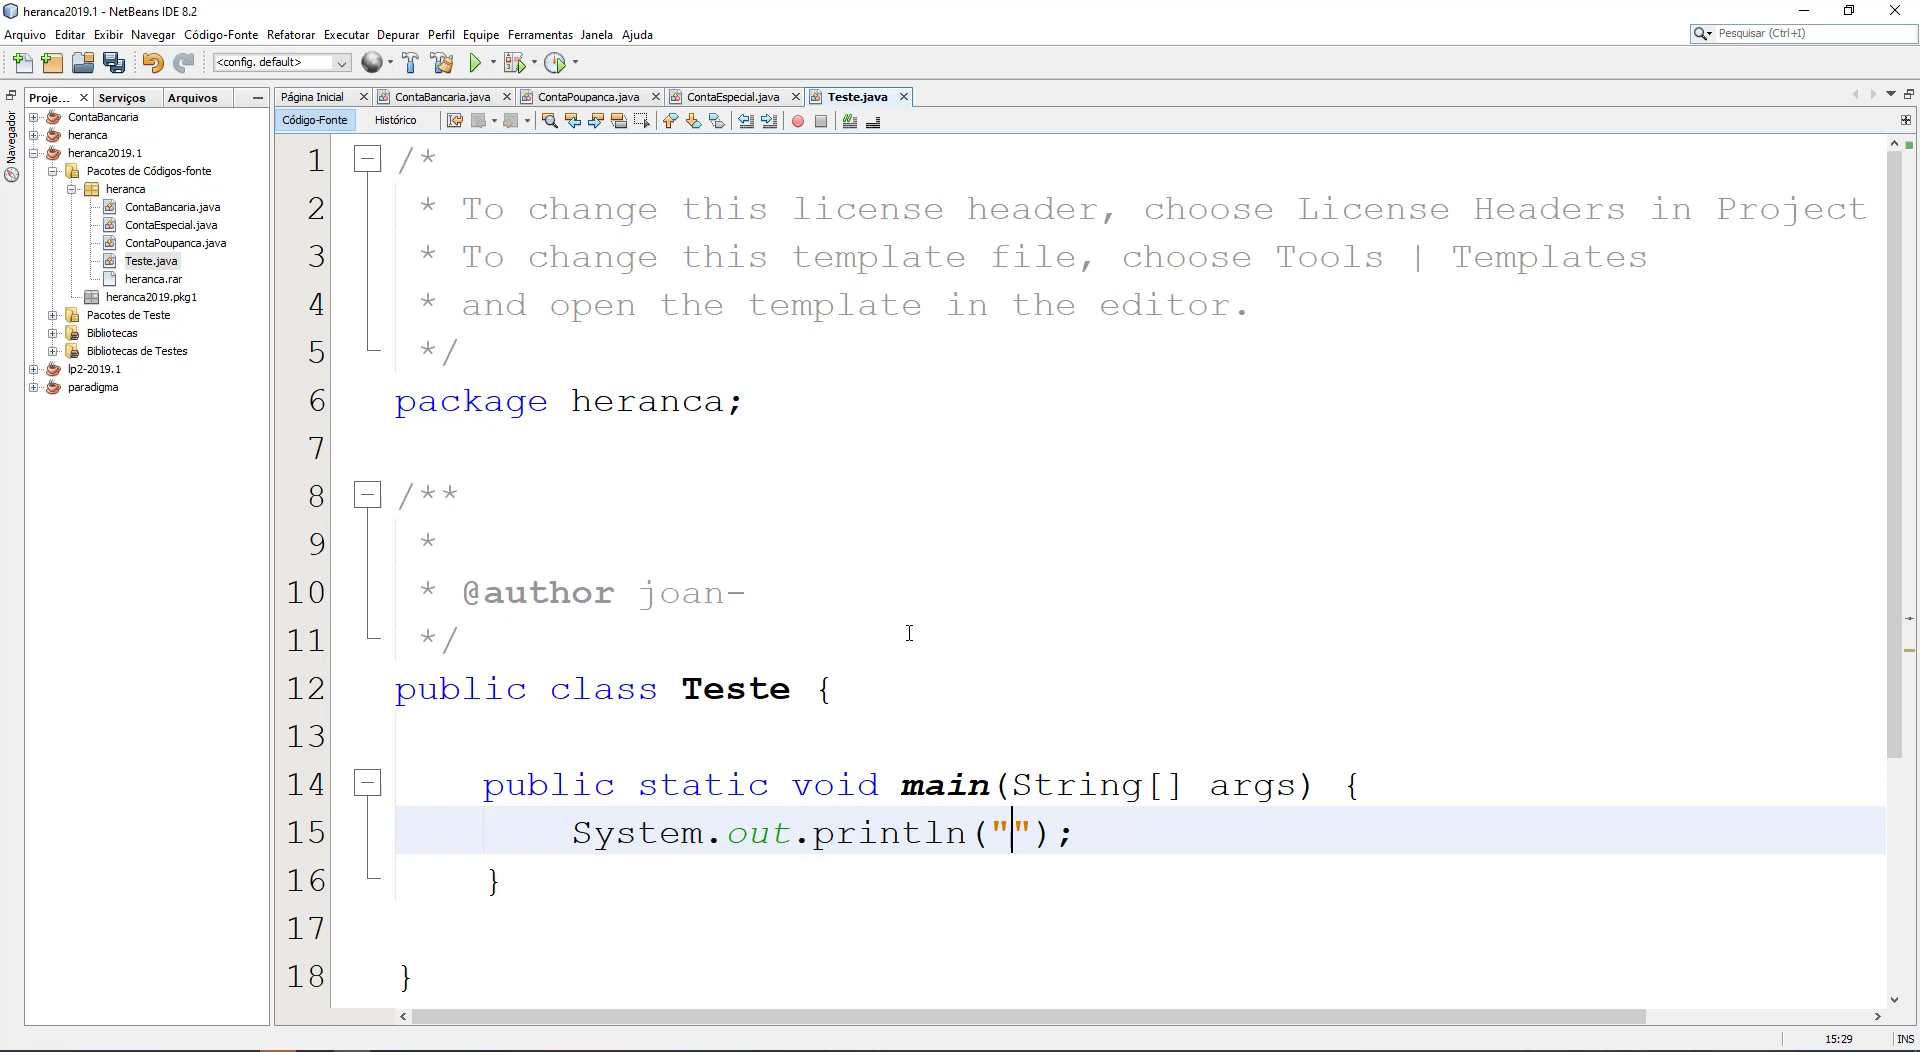 heranca2019.1 - NetBeans IDE 8.2
Arquivo Editar Exibir Navegar Código-Fonte Refatorar Executar Depurar Perfil Equipe Ferramentas Janela Ajuda
Pesquisar (Ctrl+I)
<config. default>
Proje... Serviços Arquivos
Página Inicial ContaBancaria.java ContaPoupanca.java ContaEspecial.java Teste.java
Código-Fonte Histórico
Navegador
ContaBancaria
heranca
heranca2019.1
Pacotes de Códigos-fonte
heranca
ContaBancaria.java
ContaEspecial.java
ContaPoupanca.java
Teste.java
heranca.rar
heranca2019.pkg1
Pacotes de Teste
Bibliotecas
Bibliotecas de Testes
lp2-2019.1
paradigma
1 /*
2 * To change this license header, choose License Headers in Project
3 * To change this template file, choose Tools | Templates
4 * and open the template in the editor.
5 */
6 package heranca;
7
8 /**
9 *
10 * @author joan-
11 */
12 public class Teste {
13
14 public static void main(String[] args) {
15 System.out.println("");
16 }
17
18 }
15:29 INS